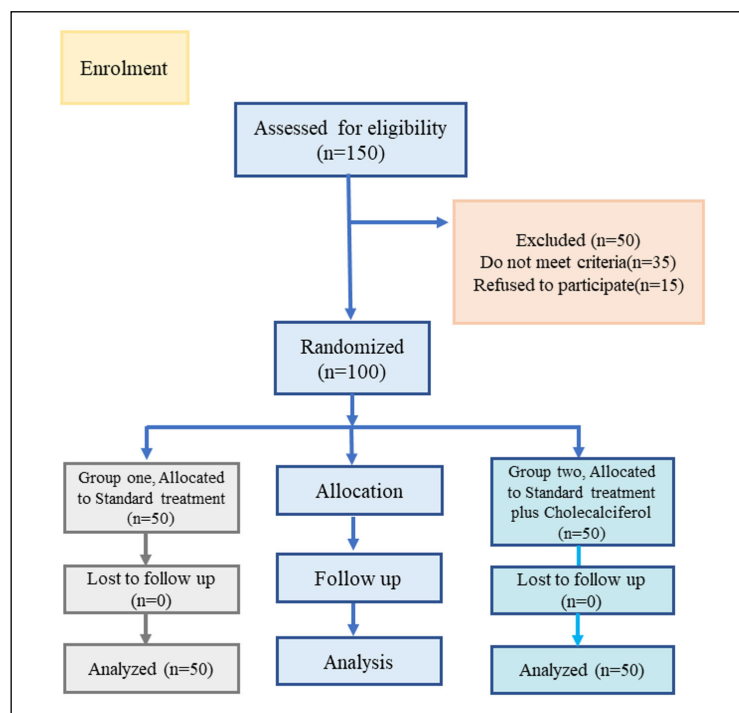 Enrolment
Assessed for eligibility
(n=150)
Excluded (n=50)
Do not meet criteria(n=35)
Refused to participate(n=15)
Randomized
(n=100)
Group one, Allocated
to Standard treatment
(n=50)
Allocation
Group two, Allocated
to Standard treatment
plus Cholecalciferol
(n=50)
Lost to follow up
(n=0)
Follow up
Lost to follow up
(n=0)
Analyzed (n=50)
Analysis
Analyzed (n=50)